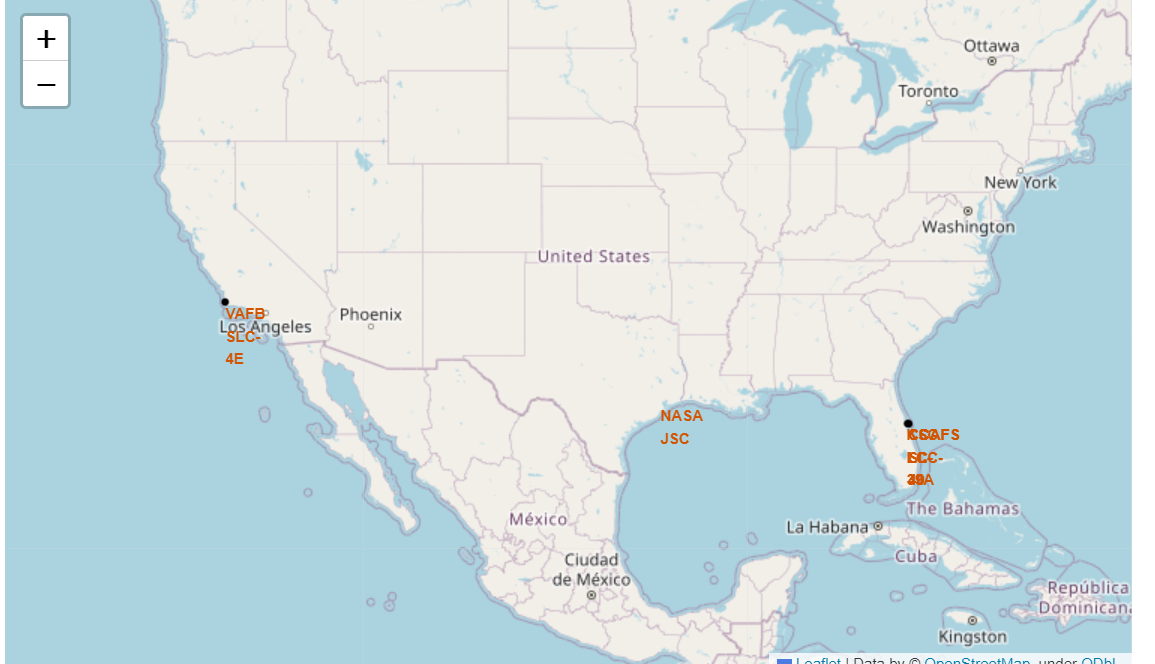 +
−
Ottawa
Toronto
New York
Washington
United States
VAFB
SLC-
4E
Los Angeles
Phoenix
NASA
JSC
México
Ciudad
de México
La Habana
The Bahamas
Cuba
República
Dominicana
Kingston
Leaflet | Data by © OpenStreetMap, under ODbL